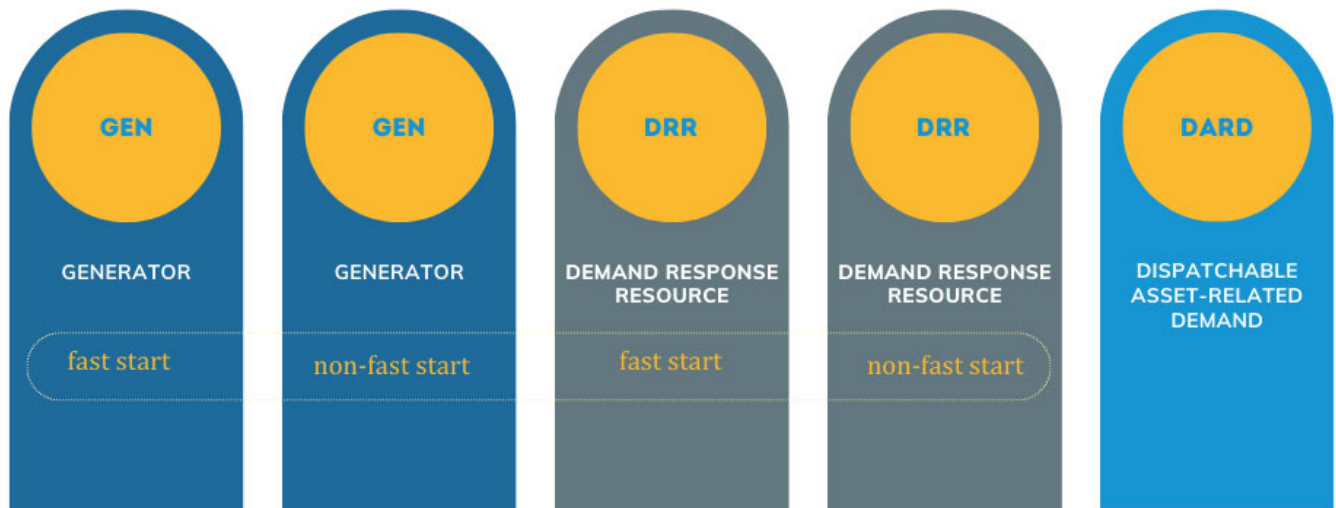 GEN
GENERATOR
fast start
GEN
GENERATOR
non-fast start
DRR
DEMAND RESPONSE
RESOURCE
fast start
DRR
DEMAND RESPONSE
RESOURCE
non-fast start
DARD
DISPATCHABLE
ASSET-RELATED
DEMAND